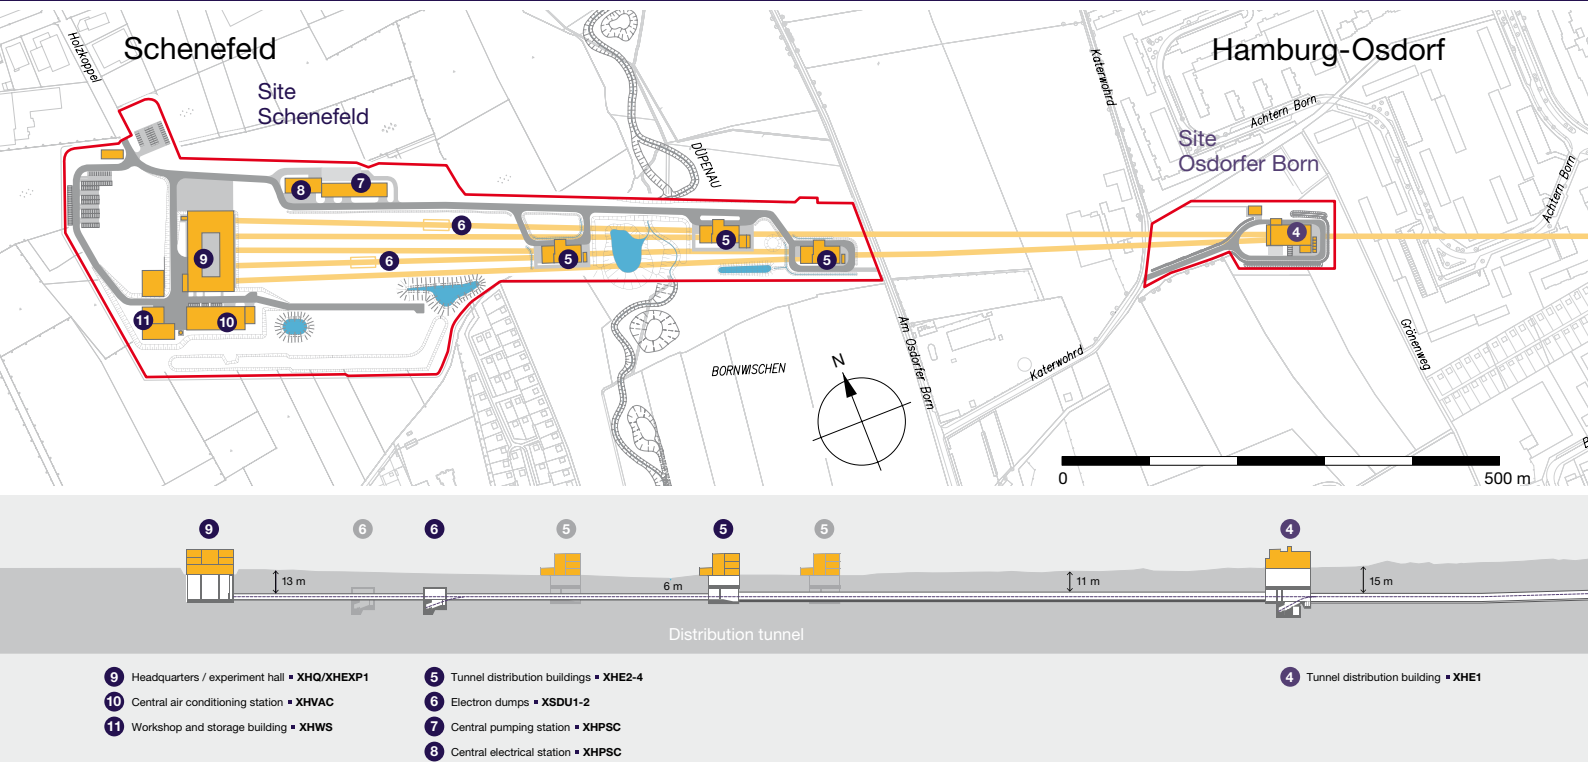 Schenefeld
Hamburg-Osdorf
Holzkoppel
Site
Schenefeld
Katerwohrd
Achtern Born
Site
Osdorfer Born
DÜPENAU
Achtern Born
8
7
6
5
5
5
4
9
6
11
10
Am Osdorfer Born
BORNWISCHEN
N
Katerwohrd
Grönenweg
B
0
500 m
9
6
6
5
5
5
4
13 m
6 m
11 m
15 m
Distribution tunnel
9 Headquarters / experiment hall ▪ XHQ/XHEXP1
10 Central air conditioning station ▪ XHVAC
11 Workshop and storage building ▪ XHWS
5 Tunnel distribution buildings ▪ XHE2-4
6 Electron dumps ▪ XSDU1-2
7 Central pumping station ▪ XHPSC
8 Central electrical station ▪ XHPSC
4 Tunnel distribution building ▪ XHE1